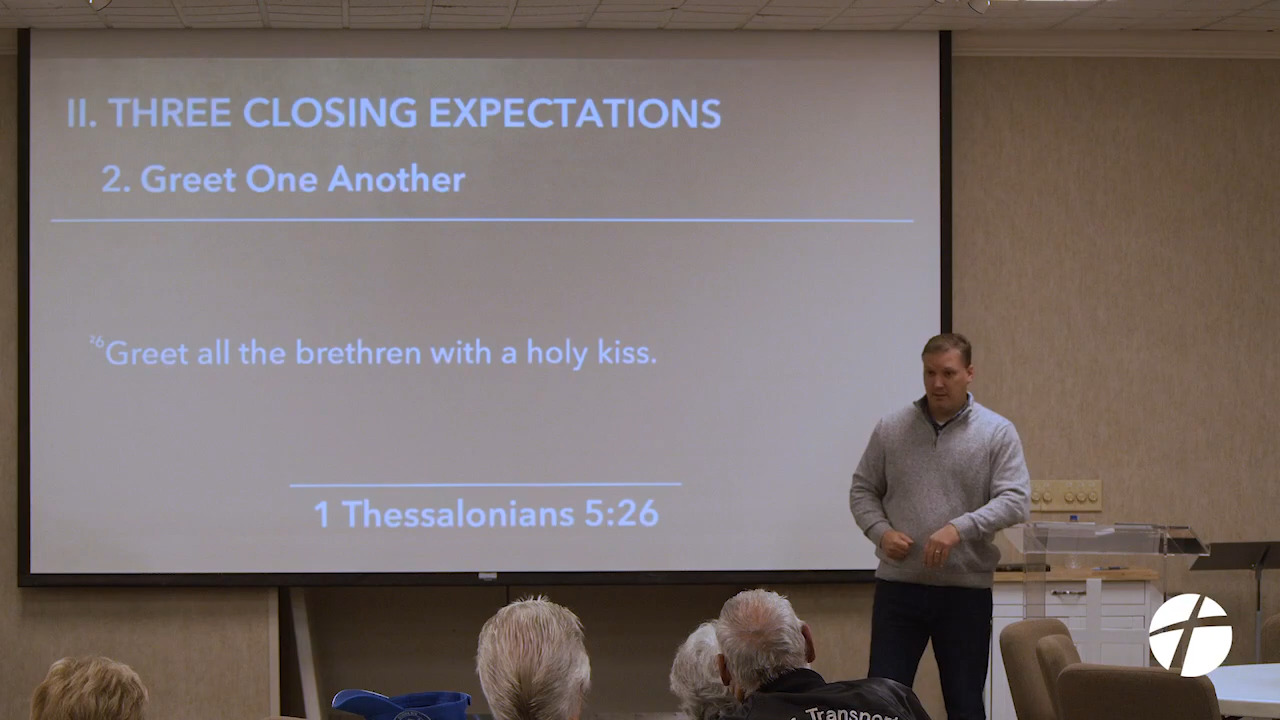 II. THREE CLOSING EXPECTATIONS
2. Greet One Another
26Greet all the brethren with a holy kiss.
1 Thessalonians 5:26